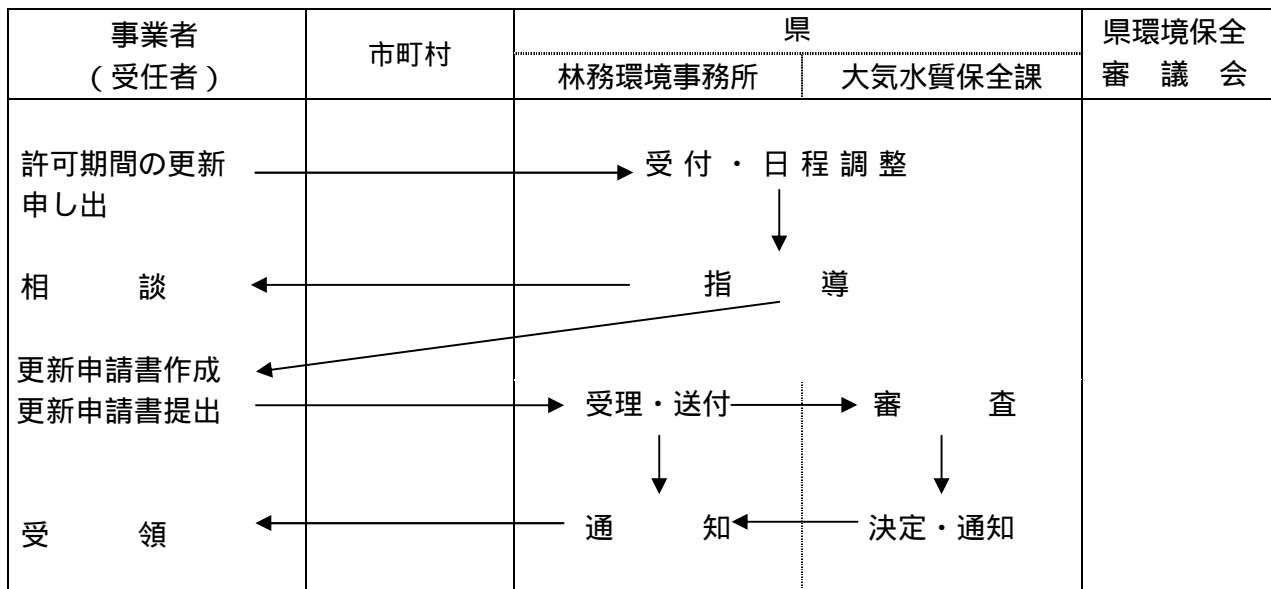 事業者
(受任者)
市町村
県
林務環境事務所
大気水質保全課
県環境保全
審 議 会
許可期間の更新
申し出
受 付 ・ 日 程 調 整
相 談
指 導
更新申請書作成
更新申請書提出
受理・送付
審 査
受 領
通 知
決定・通知